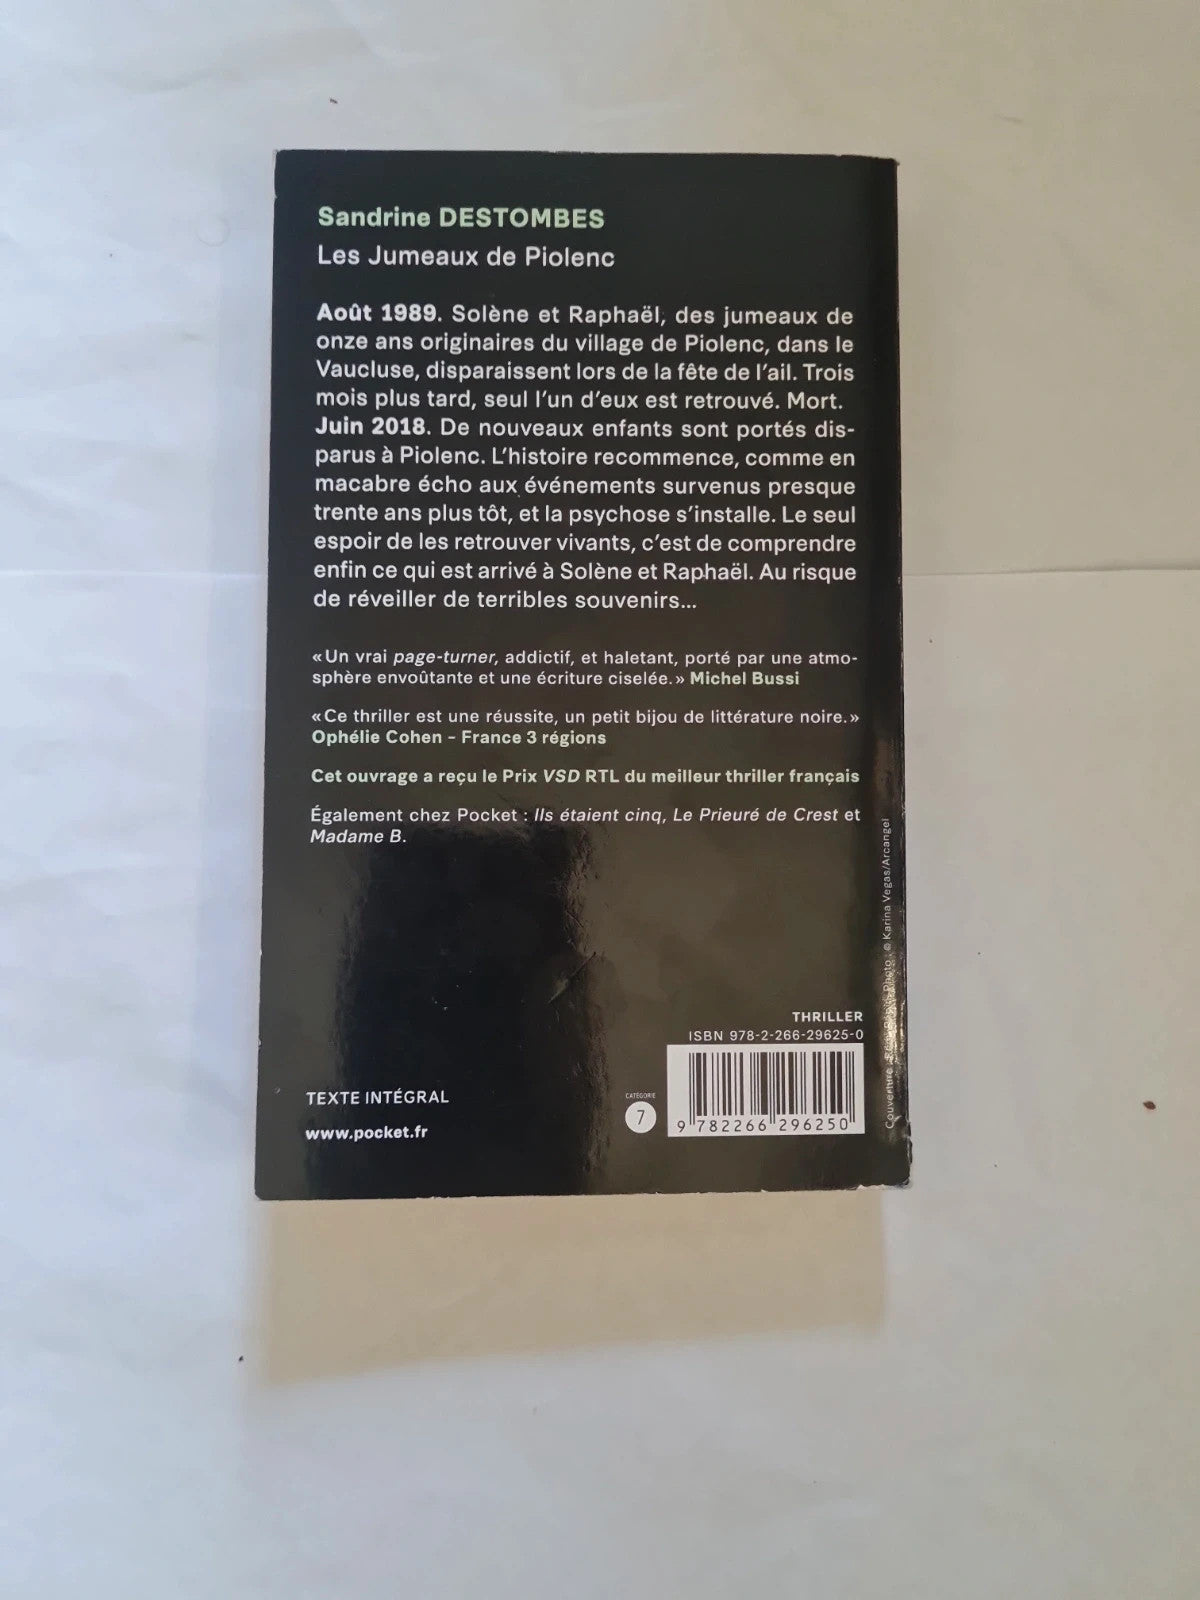 Sandrine DESTOMBES
Les Jumeaux de Piolenc
Août 1989. Solène et Raphaël, des jumeaux de
onze ans originaires du village de Piolenc, dans le
Vaucluse, disparaissent lors de la fête de l'ail. Trois
mois plus tard, seul l'un d'eux est retrouvé. Mort.
Juin 2018. De nouveaux enfants sont portés dis-
parus à Piolenc. L'histoire recommence, comme en
macabre écho aux événements survenus presque
trente ans plus tôt, et la psychose s'installe. Le seul
espoir de les retrouver vivants, c'est de comprendre
enfin ce qui est arrivé à Solène et Raphaël. Au risque
de réveiller de terribles souvenirs...
«Un vrai page-turner, addictif, et haletant, porté par une atmo-
sphère envoûtante et une écriture ciselée.» Michel Bussi
«Ce thriller est une réussite, un petit bijou de littérature noire.»
Ophélie Cohen - France 3 régions
Cet ouvrage a reçu le Prix VSD RTL du meilleur thriller français
Également chez Pocket : Ils étaient cinq, Le Prieuré de Crest et
Madame B.
THRILLER
ISBN 978-2-266-29625-0
TEXTE INTÉGRAL
www.pocket.fr
CATÉGORIE
7
9 782266 296250
Couverture : Photo : © Karina Vegas/Arcangel